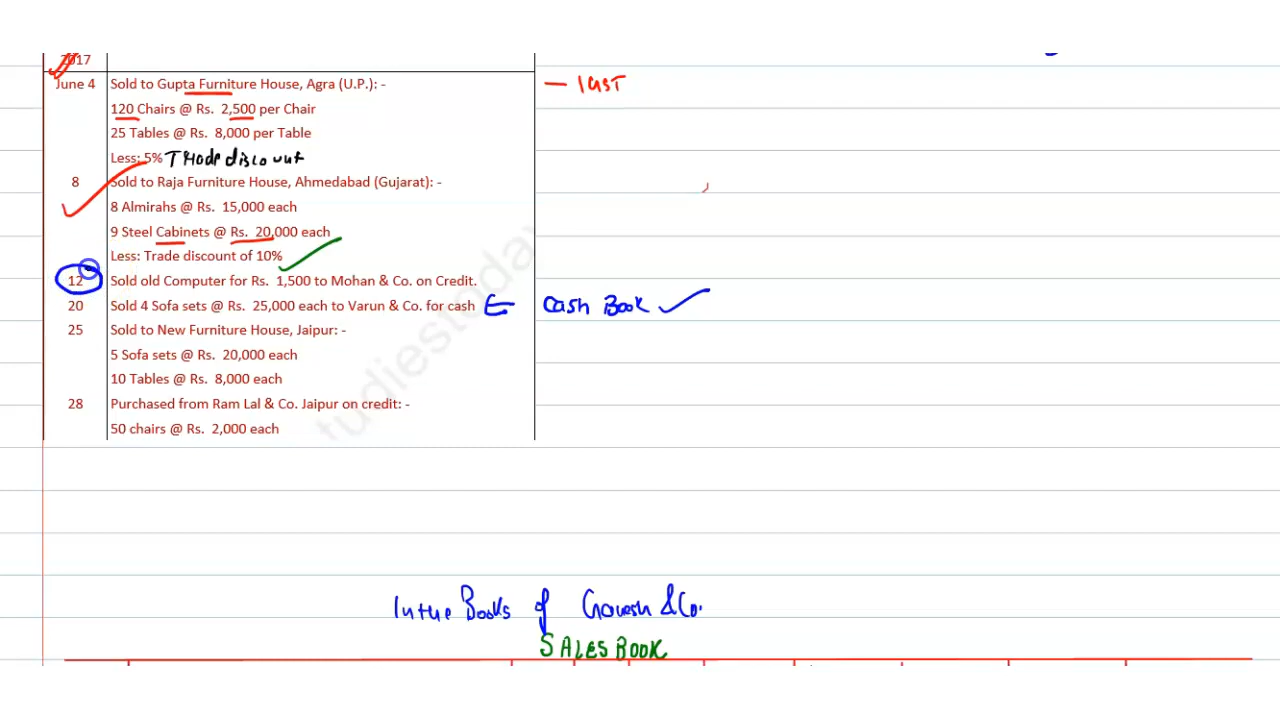 2017
June 4 Sold to Gupta Furniture House, Agra (U.P.): - — IGST
120 Chairs @ Rs. 2,500 per Chair
25 Tables @ Rs. 8,000 per Table
Less: 5% Trade discount
8 Sold to Raja Furniture House, Ahmedabad (Gujarat): -
8 Almirahs @ Rs. 15,000 each
9 Steel Cabinets @ Rs. 20,000 each
Less: Trade discount of 10%
12 Sold old Computer for Rs. 1,500 to Mohan & Co. on Credit.
20 Sold 4 Sofa sets @ Rs. 25,000 each to Varun & Co. for cash Cash Book
25 Sold to New Furniture House, Jaipur: -
5 Sofa sets @ Rs. 20,000 each
10 Tables @ Rs. 8,000 each
28 Purchased from Ram Lal & Co. Jaipur on credit: -
50 chairs @ Rs. 2,000 each
tudiestoday
In the Books of & Co.
SALES BOOK